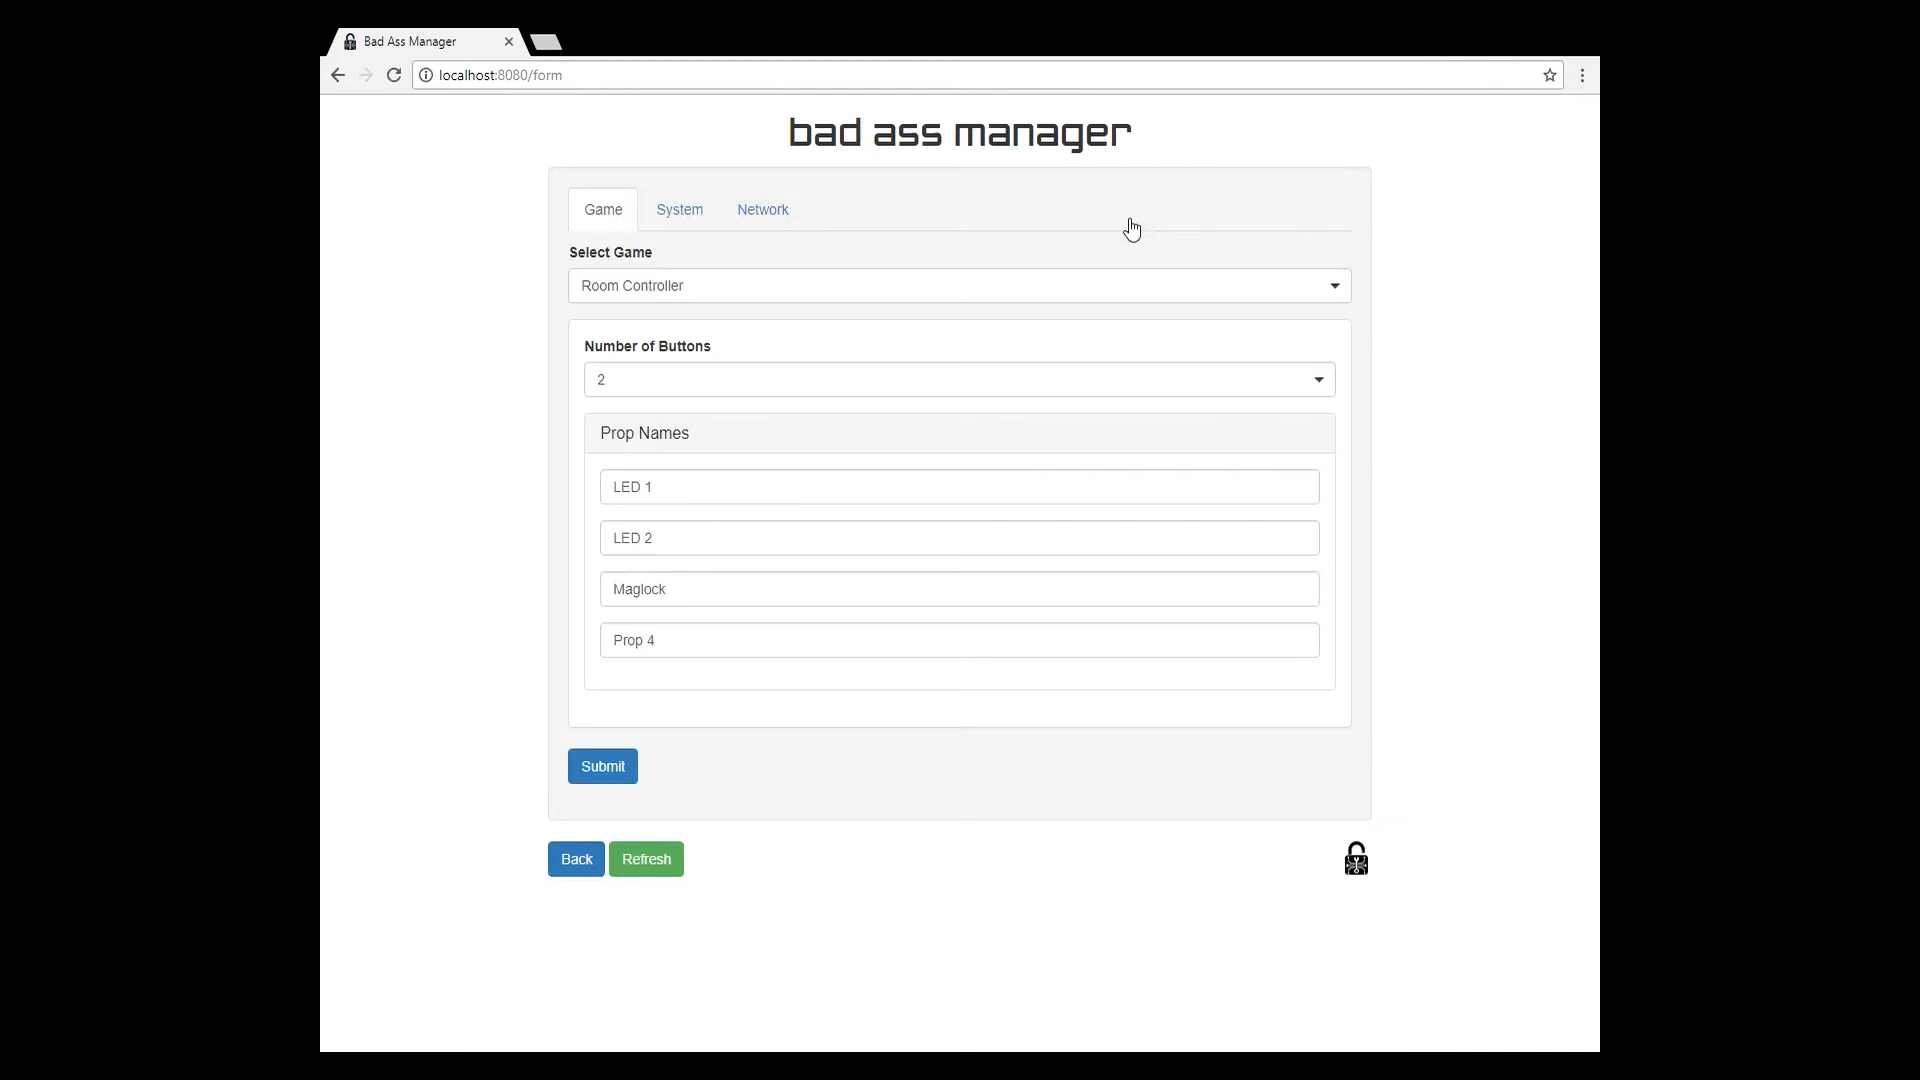 Bad Ass Manager
localhost:8080/form
bad ass manager
Game System Network
Select Game
Room Controller
Number of Buttons
2
Prop Names
LED 1
LED 2
Maglock
Prop 4
Submit
Back Refresh